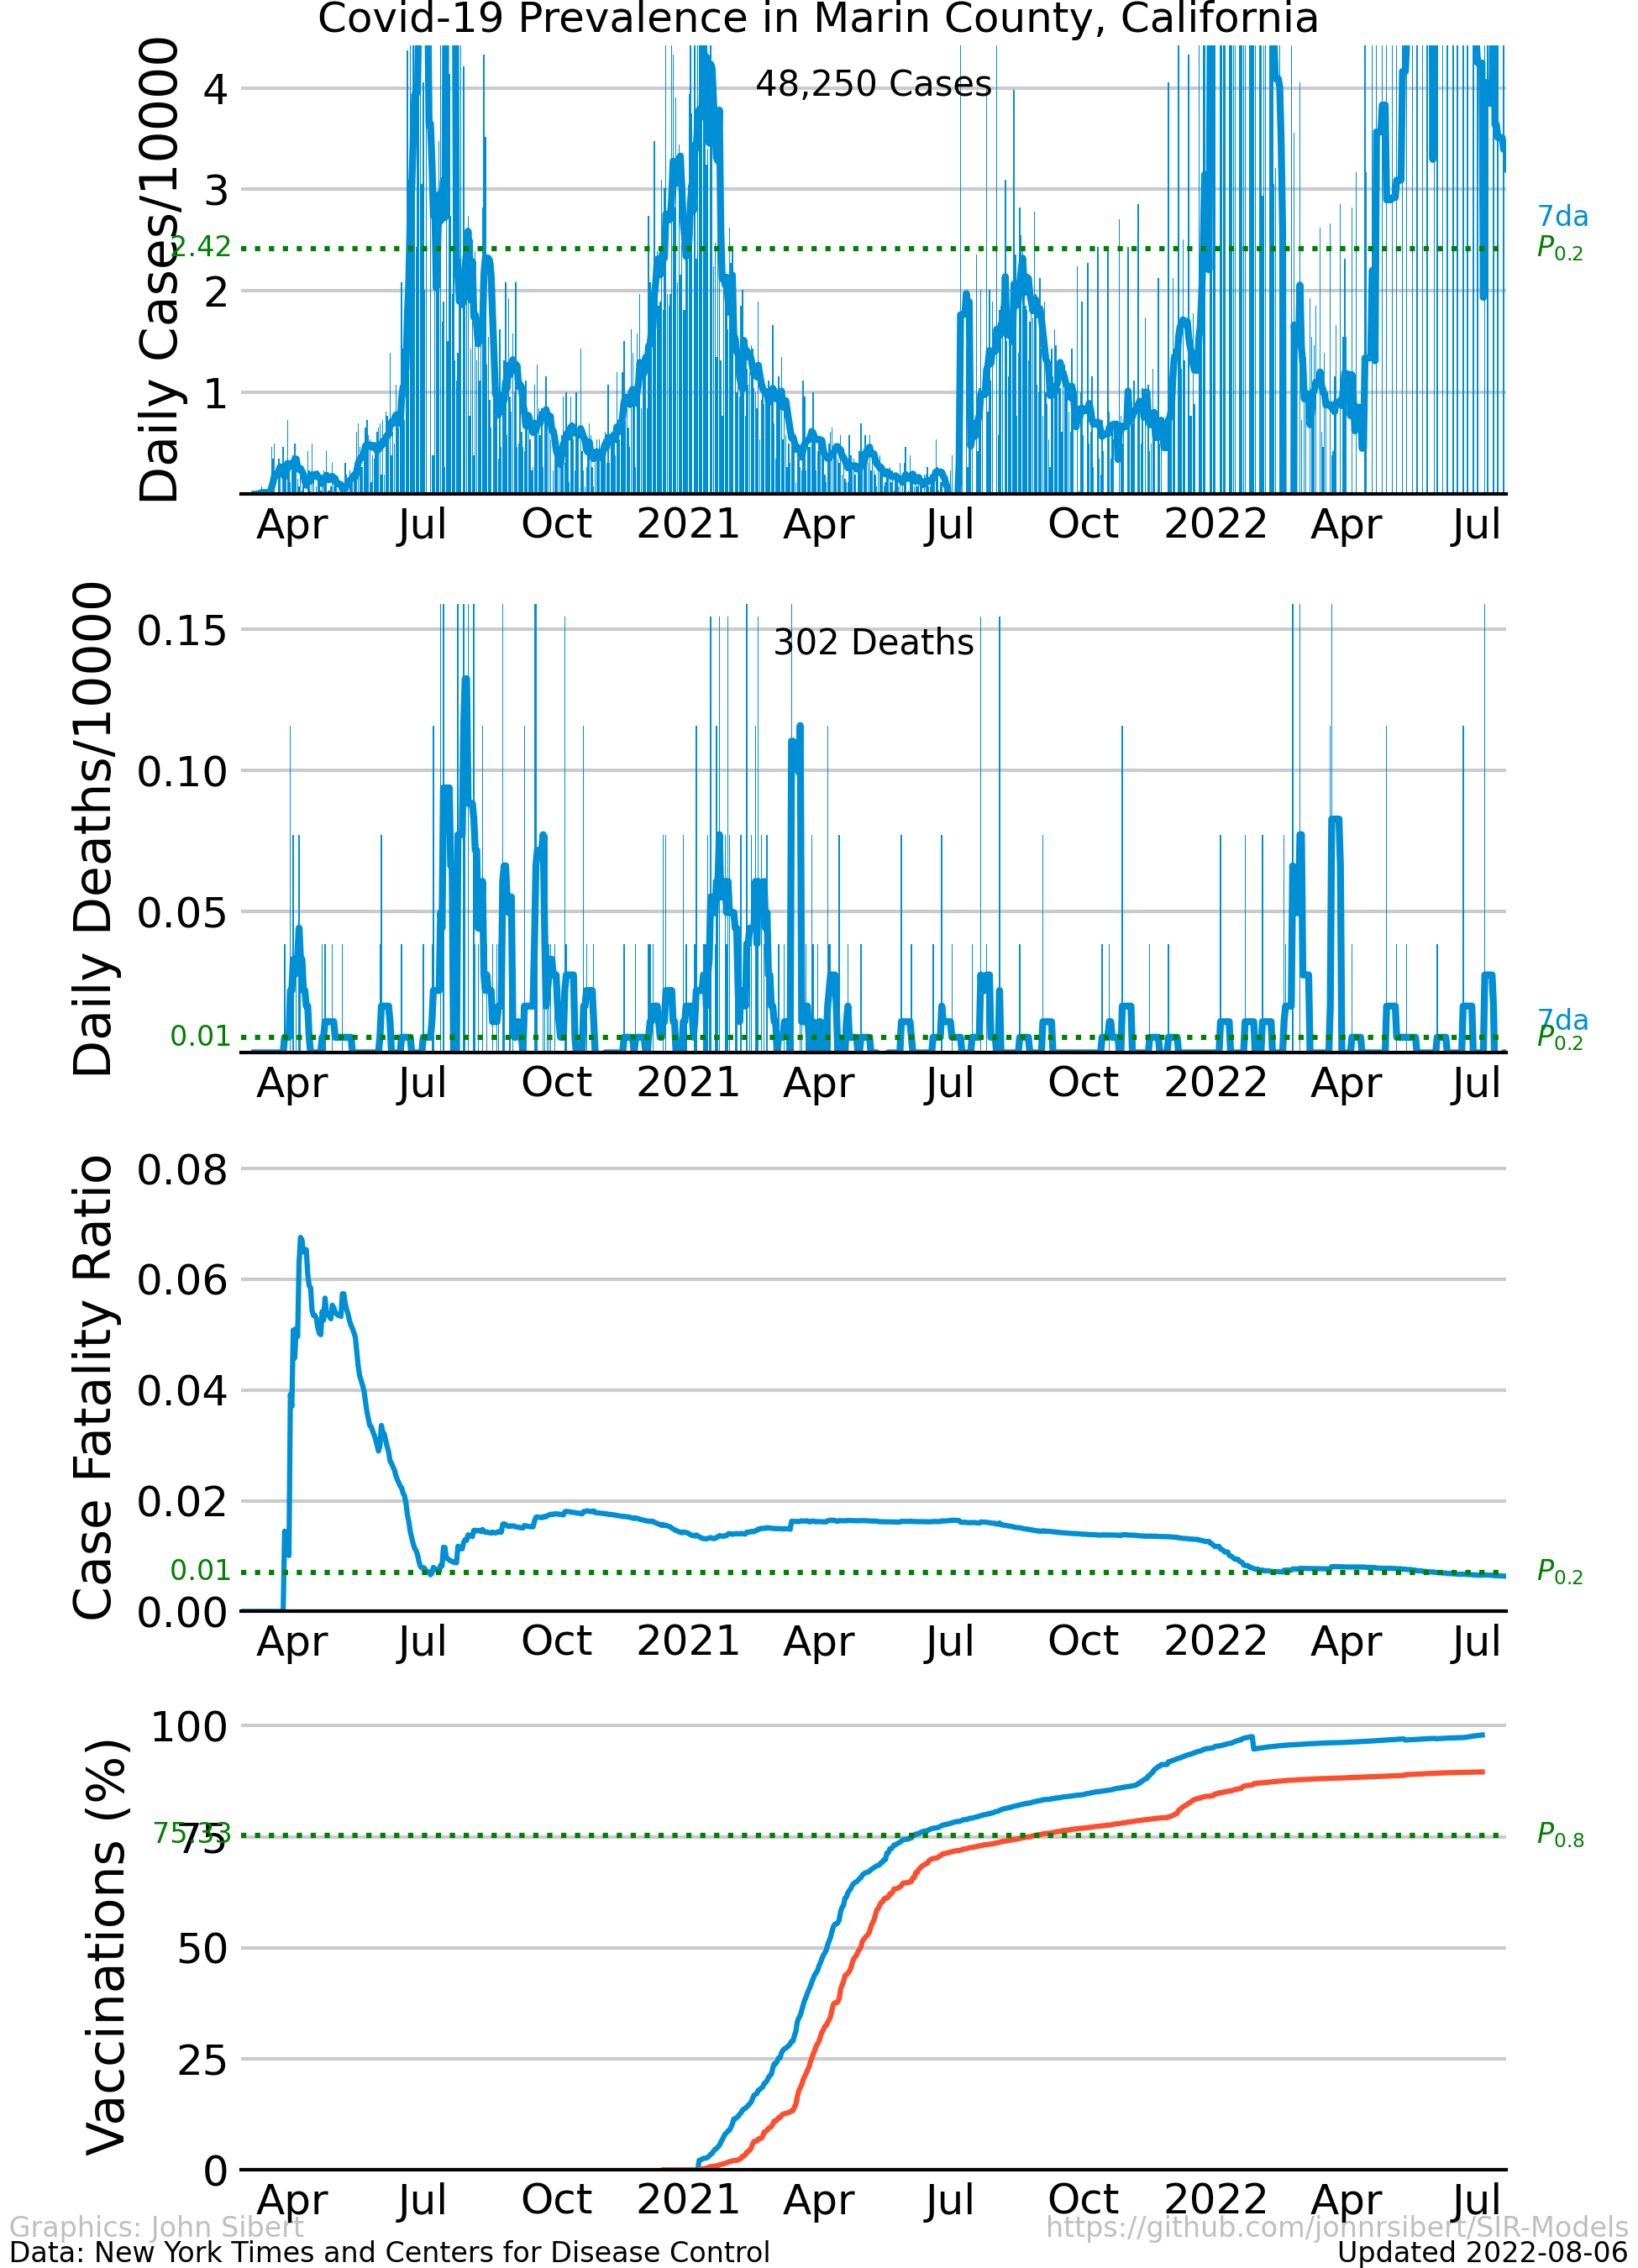 Covid-19 Prevalence in Marin County, California
Daily Cases/10000
4
3
2
1
2.42
48,250 Cases
7da
P0.2
Apr Jul Oct 2021 Apr Jul Oct 2022 Apr Jul
Daily Deaths/10000
0.15
0.10
0.05
0.01
302 Deaths
7da
P0.2
Apr Jul Oct 2021 Apr Jul Oct 2022 Apr Jul
Case Fatality Ratio
0.08
0.06
0.04
0.02
0.01
0.00
P0.2
Apr Jul Oct 2021 Apr Jul Oct 2022 Apr Jul
Vaccinations (%)
100
75
75.33
50
25
0
P0.8
Apr Jul Oct 2021 Apr Jul Oct 2022 Apr Jul
Graphics: John Sibert
https://github.com/johnrsibert/SIR-Models
Data: New York Times and Centers for Disease Control
Updated 2022-08-06